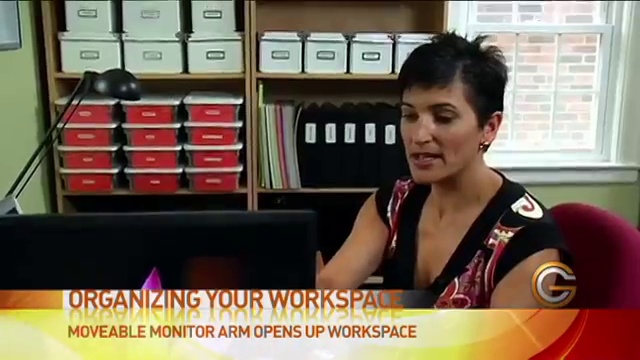 ORGANIZING YOUR WORKSPACE
MOVEABLE MONITOR ARM OPENS UP WORKSPACE
G